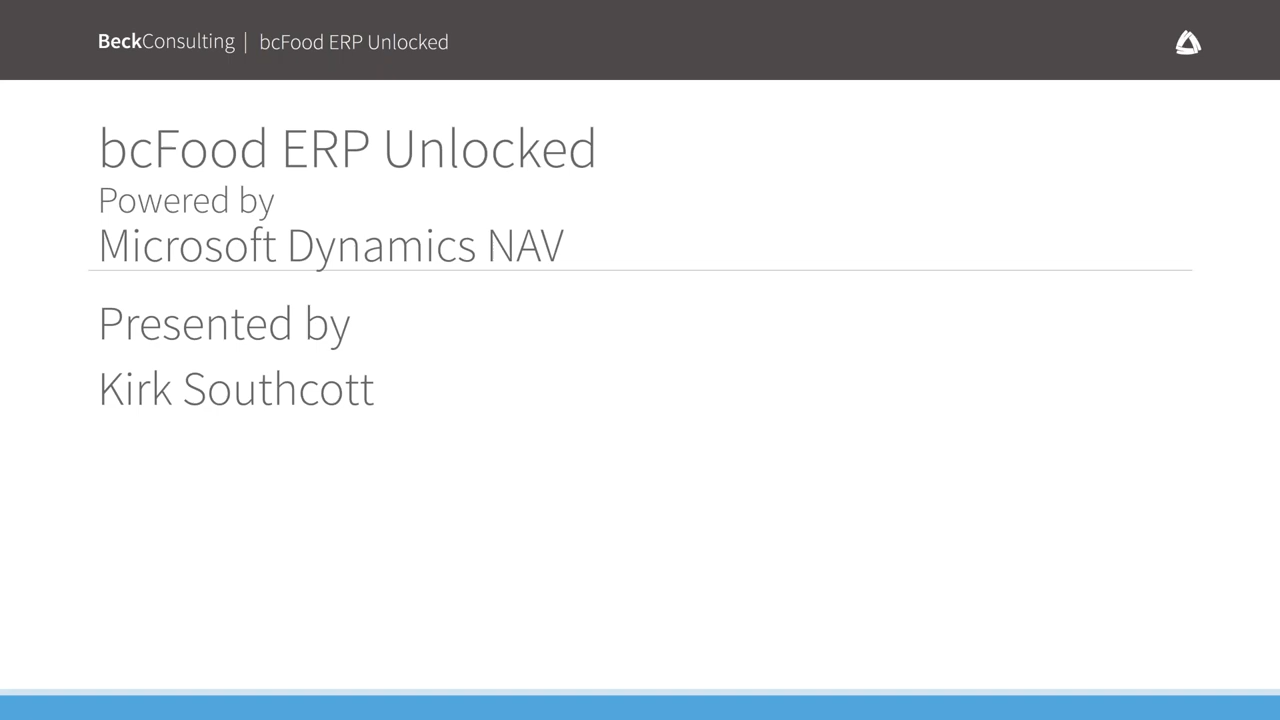 BeckConsulting | bcFood ERP Unlocked
bcFood ERP Unlocked
Powered by
Microsoft Dynamics NAV
Presented by
Kirk Southcott